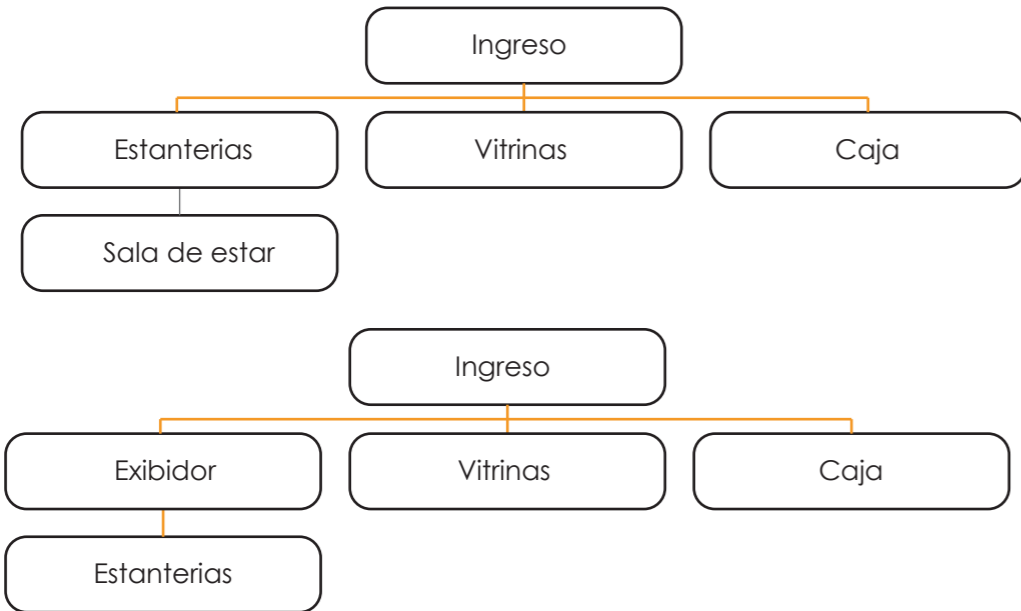 Ingreso
Estanterias
Vitrinas
Caja
Sala de estar
Ingreso
Exibidor
Vitrinas
Caja
Estanterias